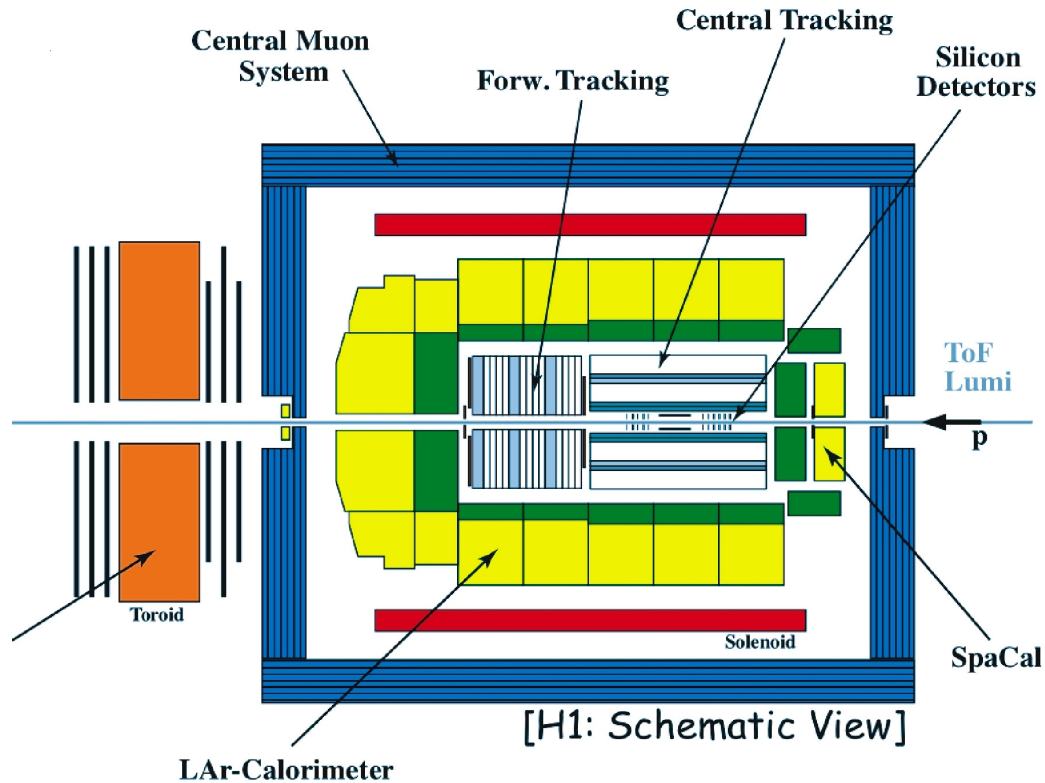 Central Tracking
Central Muon
System
Forw. Tracking
Silicon
Detectors
ToF
Lumi
p
Toroid
Solenoid
SpaCal
[H1: Schematic View]
LAr-Calorimeter